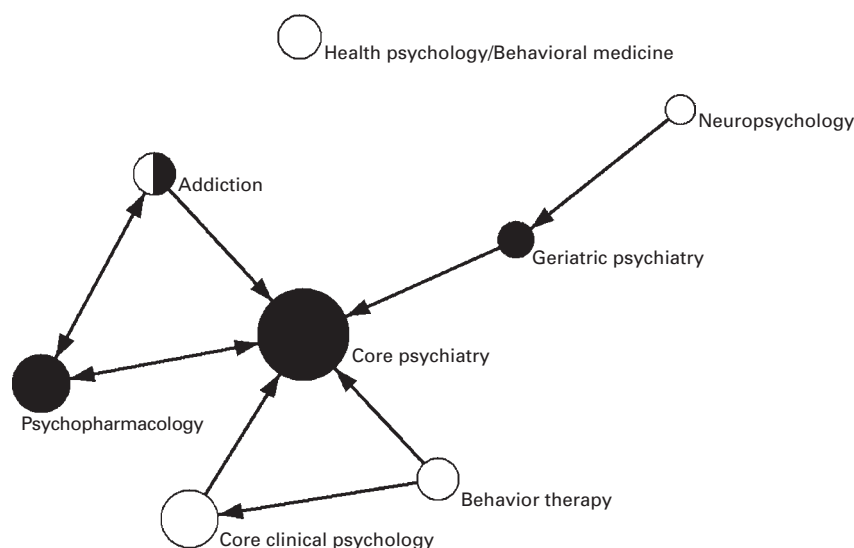 Health psychology/Behavioral medicine
Neuropsychology
Addiction
Geriatric psychiatry
Core psychiatry
Psychopharmacology
Behavior therapy
Core clinical psychology